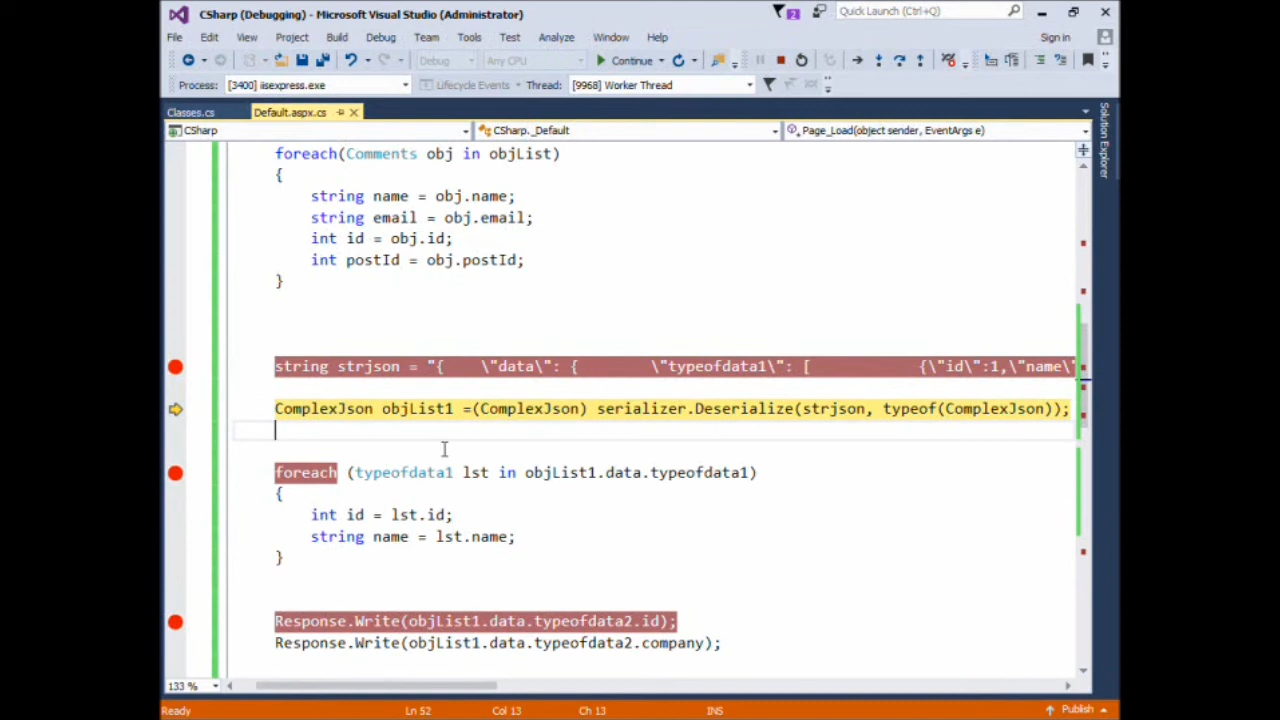 CSharp (Debugging) - Microsoft Visual Studio (Administrator)
2
Quick Launch (Ctrl+Q)
File Edit View Project Build Debug Team Tools Test Analyze Window Help Sign in
Debug Any CPU Continue
Process: [3400] iisexpress.exe Lifecycle Events Thread: [9968] Worker Thread
Classes.cs Default.aspx.cs
CSharp CSharp._Default Page_Load(object sender, EventArgs e)
Solution Explorer
foreach(Comments obj in objList)
{
string name = obj.name;
string email = obj.email;
int id = obj.id;
int postId = obj.postId;
}
string strjson = "{ \"data\": { \"typeofdata1\": [ {\"id\":1,\"name\"
ComplexJson objList1 =(ComplexJson) serializer.Deserialize(strjson, typeof(ComplexJson));
foreach (typeofdata1 lst in objList1.data.typeofdata1)
{
int id = lst.id;
string name = lst.name;
}
Response.Write(objList1.data.typeofdata2.id);
Response.Write(objList1.data.typeofdata2.company);
133 %
Ready Ln 52 Col 13 Ch 13 INS Publish